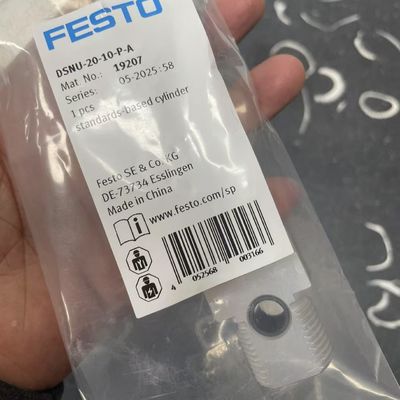 FESTO
DSNU-20-10-P-A
Mat. No.: 19207
Series: 05-2025:58
1 pcs
standards-based cylinder
Festo SE & Co. KG
DE-73734 Esslingen
Made in China
www.festo.com/sp
4 052568 003166